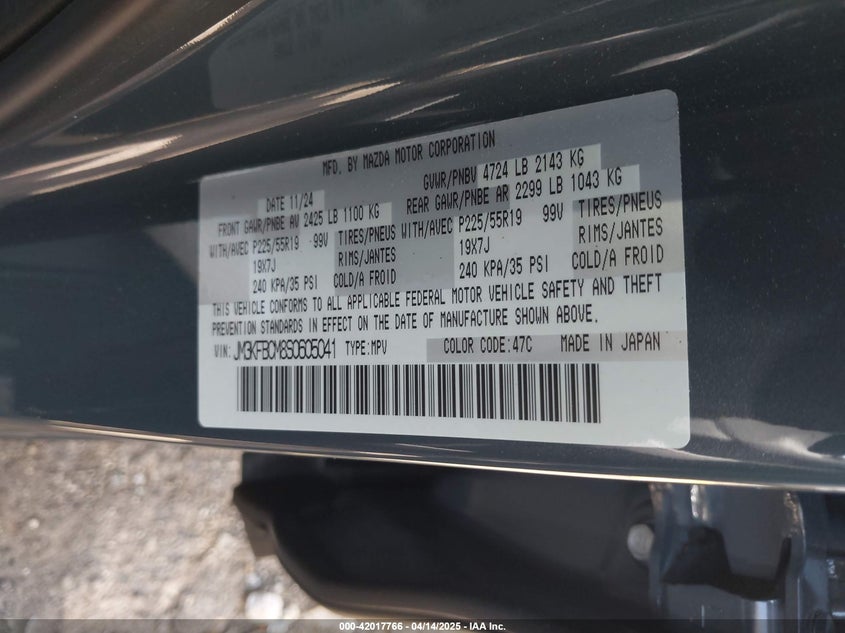 MFD. BY MAZDA MOTOR CORPORATION
DATE 11/24 GVWR/PNBV 4724 LB 2143 KG
FRONT GAWR/PNBE AV 2425 LB 1100 KG REAR GAWR/PNBE AR 2299 LB 1043 KG
WITH/AVEC P225/55R19 99V TIRES/PNEUS WITH/AVEC P225/55R19 99V TIRES/PNEUS
19X7J RIMS/JANTES 19X7J RIMS/JANTES
240 KPA/35 PSI COLD/A FROID 240 KPA/35 PSI COLD/A FROID
THIS VEHICLE CONFORMS TO ALL APPLICABLE FEDERAL MOTOR VEHICLE SAFETY AND THEFT
PREVENTION STANDARDS IN EFFECT ON THE DATE OF MANUFACTURE SHOWN ABOVE.
VIN: JM3KFBCM8S0605041 TYPE:MPV COLOR CODE:47C MADE IN JAPAN
000-42017766 - 04/14/2025 - IAA Inc.